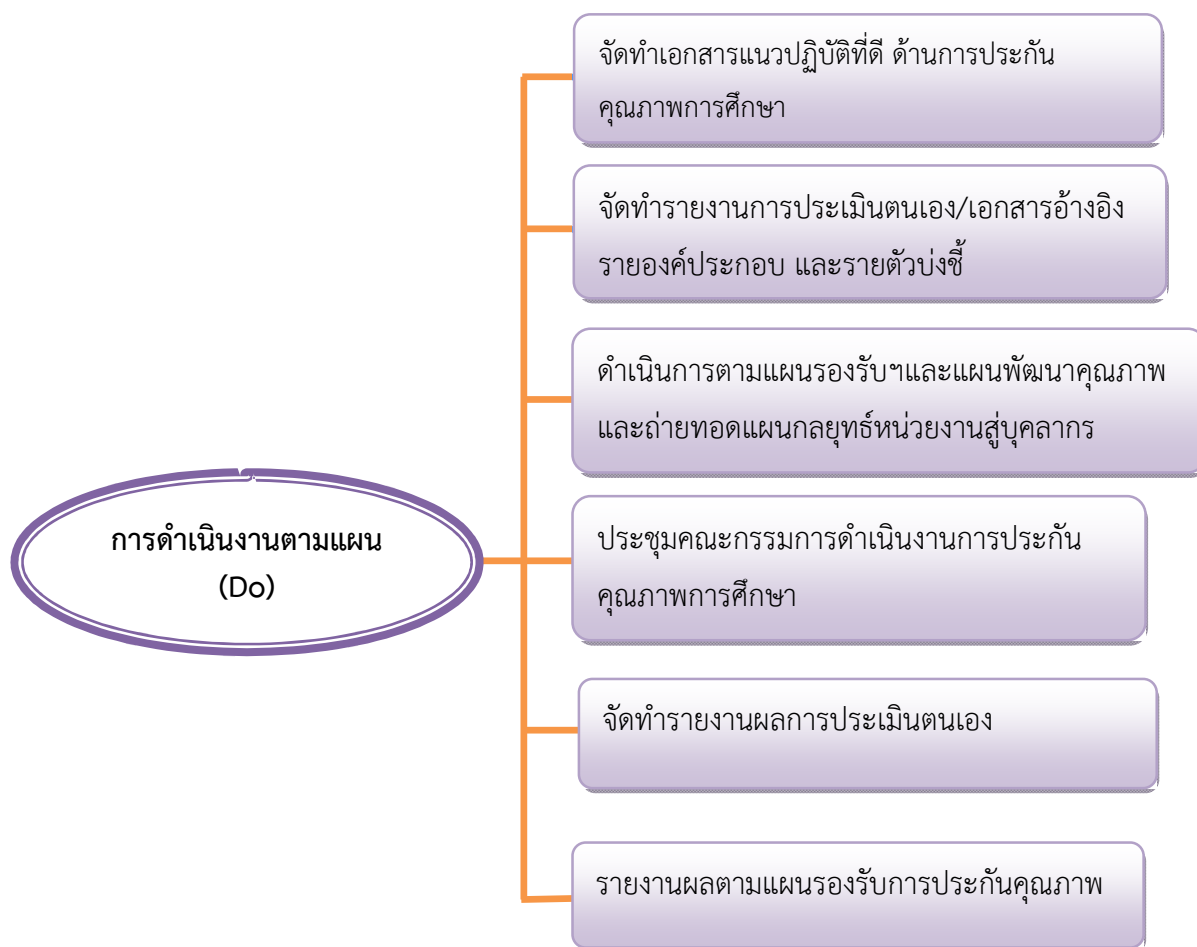 จัดทำเอกสารแนวปฏิบัติที่ดี ด้านการประกัน
คุณภาพการศึกษา
จัดทำรายงานการประเมินตนเอง/เอกสารอ้างอิง
รายองค์ประกอบ และรายตัวบ่งชี้
ดำเนินการตามแผนรองรับฯและแผนพัฒนาคุณภาพ
และถ่ายทอดแผนกลยุทธ์หน่วยงานสู่บุคลากร
การดำเนินงานตามแผน
(Do)
ประชุมคณะกรรมการดำเนินงานการประกัน
คุณภาพการศึกษา
จัดทำรายงานผลการประเมินตนเอง
รายงานผลตามแผนรองรับการประกันคุณภาพ